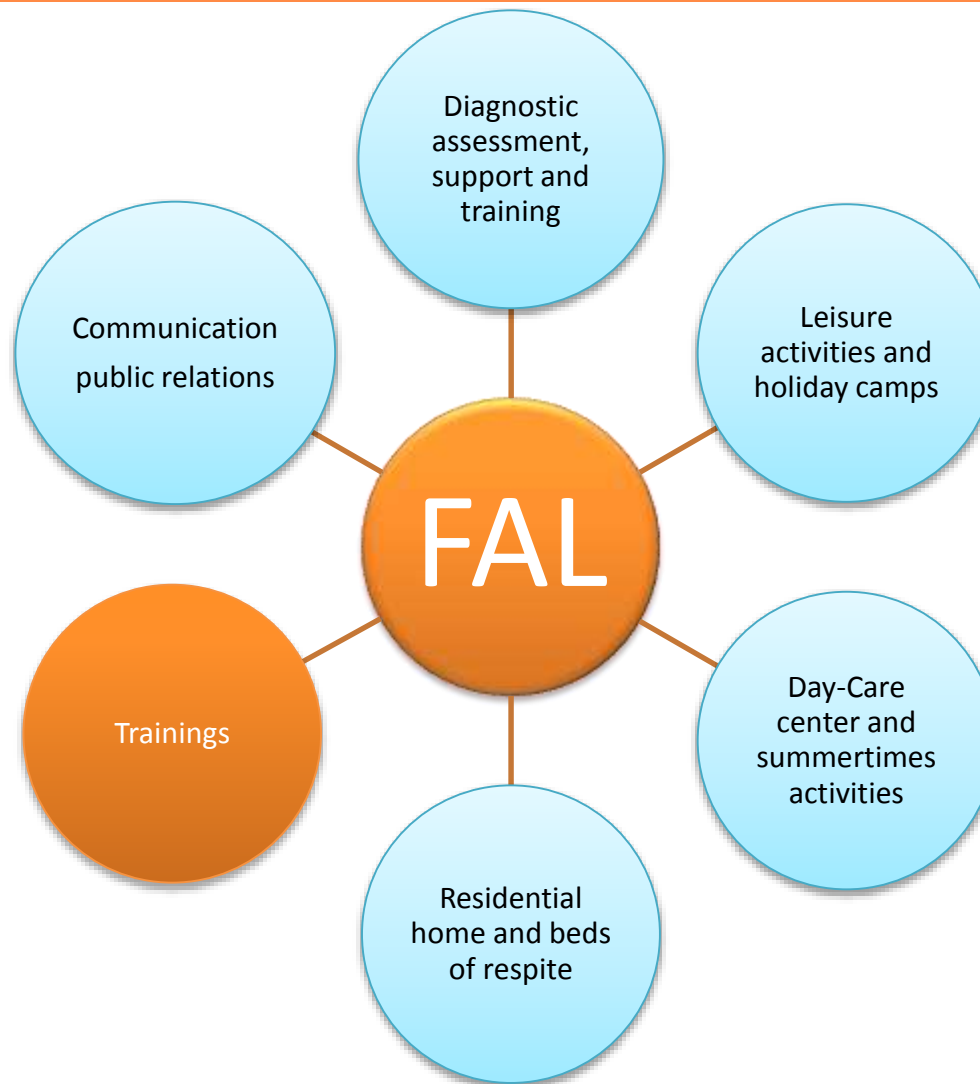 Diagnostic
assessment,
support and
training
Communication
public relations
Leisure
activities and
holiday camps
FAL
Trainings
Day-Care
center and
summertimes
activities
Residential
home and beds
of respite